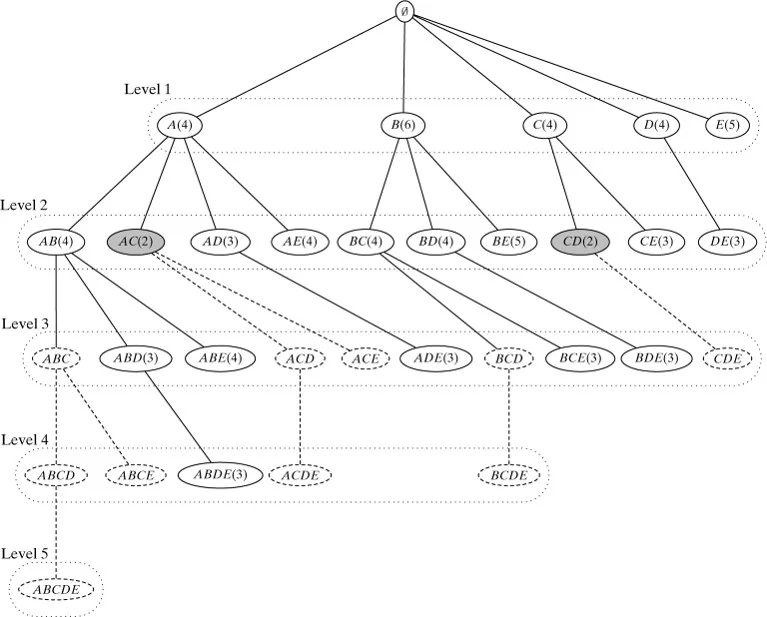 ∅
Level 1
A(4) B(6) C(4) D(4) E(5)
Level 2
AB(4) AC(2) AD(3) AE(4) BC(4) BD(4) BE(5) CD(2) CE(3) DE(3)
Level 3
ABC ABD(3) ABE(4) ACD ACE ADE(3) BCD BCE(3) BDE(3) CDE
Level 4
ABCD ABCE ABDE(3) ACDE BCDE
Level 5
ABCDE